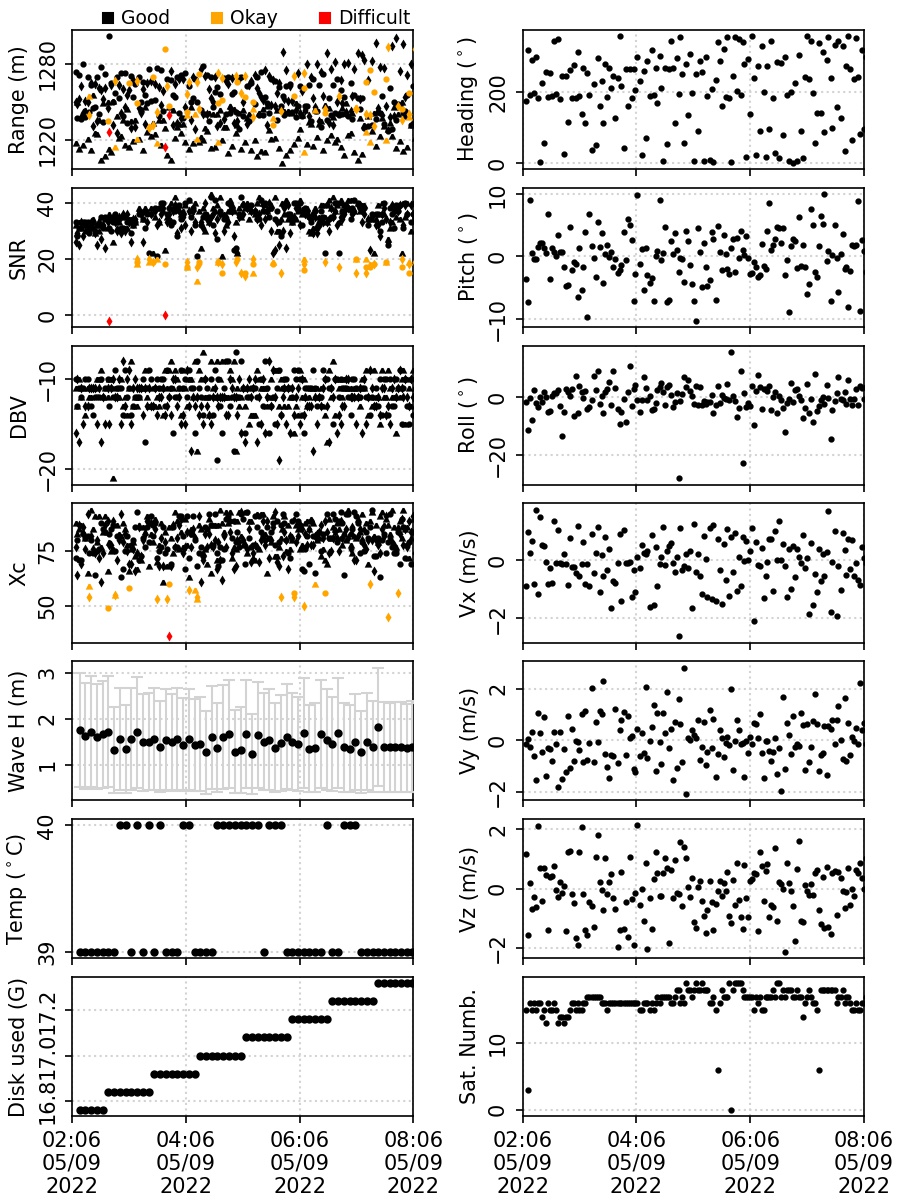 Good Okay Difficult
Range (m)
1280
1220
Heading (°)
200
0
SNR
40
20
0
Pitch (°)
10
0
−10
DBV
−10
−20
Roll (°)
0
−20
Xc
75
50
Vx (m/s)
0
−2
Wave H (m)
3
2
1
Vy (m/s)
2
0
−2
Temp (°C)
40
39
Vz (m/s)
2
0
−2
Disk used (G)
16.817.017.2
Sat. Numb.
10
0
02:06 04:06 06:06 08:06 02:06 04:06 06:06 08:06
05/09 05/09 05/09 05/09 05/09 05/09 05/09 05/09
2022 2022 2022 2022 2022 2022 2022 2022